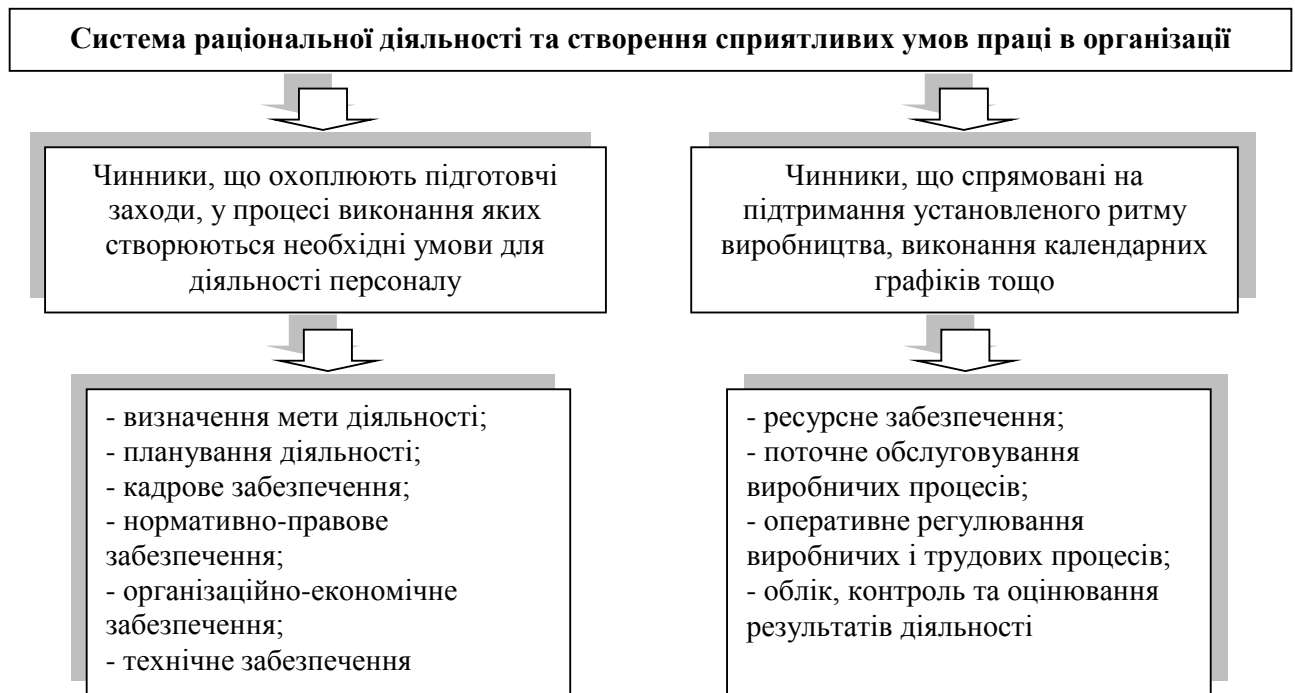 Система раціональної діяльності та створення сприятливих умов праці в організації
Чинники, що охоплюють підготовчі
заходи, у процесі виконання яких
створюються необхідні умови для
діяльності персоналу
Чинники, що спрямовані на
підтримання установленого ритму
виробництва, виконання календарних
графіків тощо
- визначення мети діяльності;
- планування діяльності;
- кадрове забезпечення;
- нормативно-правове
забезпечення;
- організаційно-економічне
забезпечення;
- технічне забезпечення
- ресурсне забезпечення;
- поточне обслуговування
виробничих процесів;
- оперативне регулювання
виробничих і трудових процесів;
- облік, контроль та оцінювання
результатів діяльності